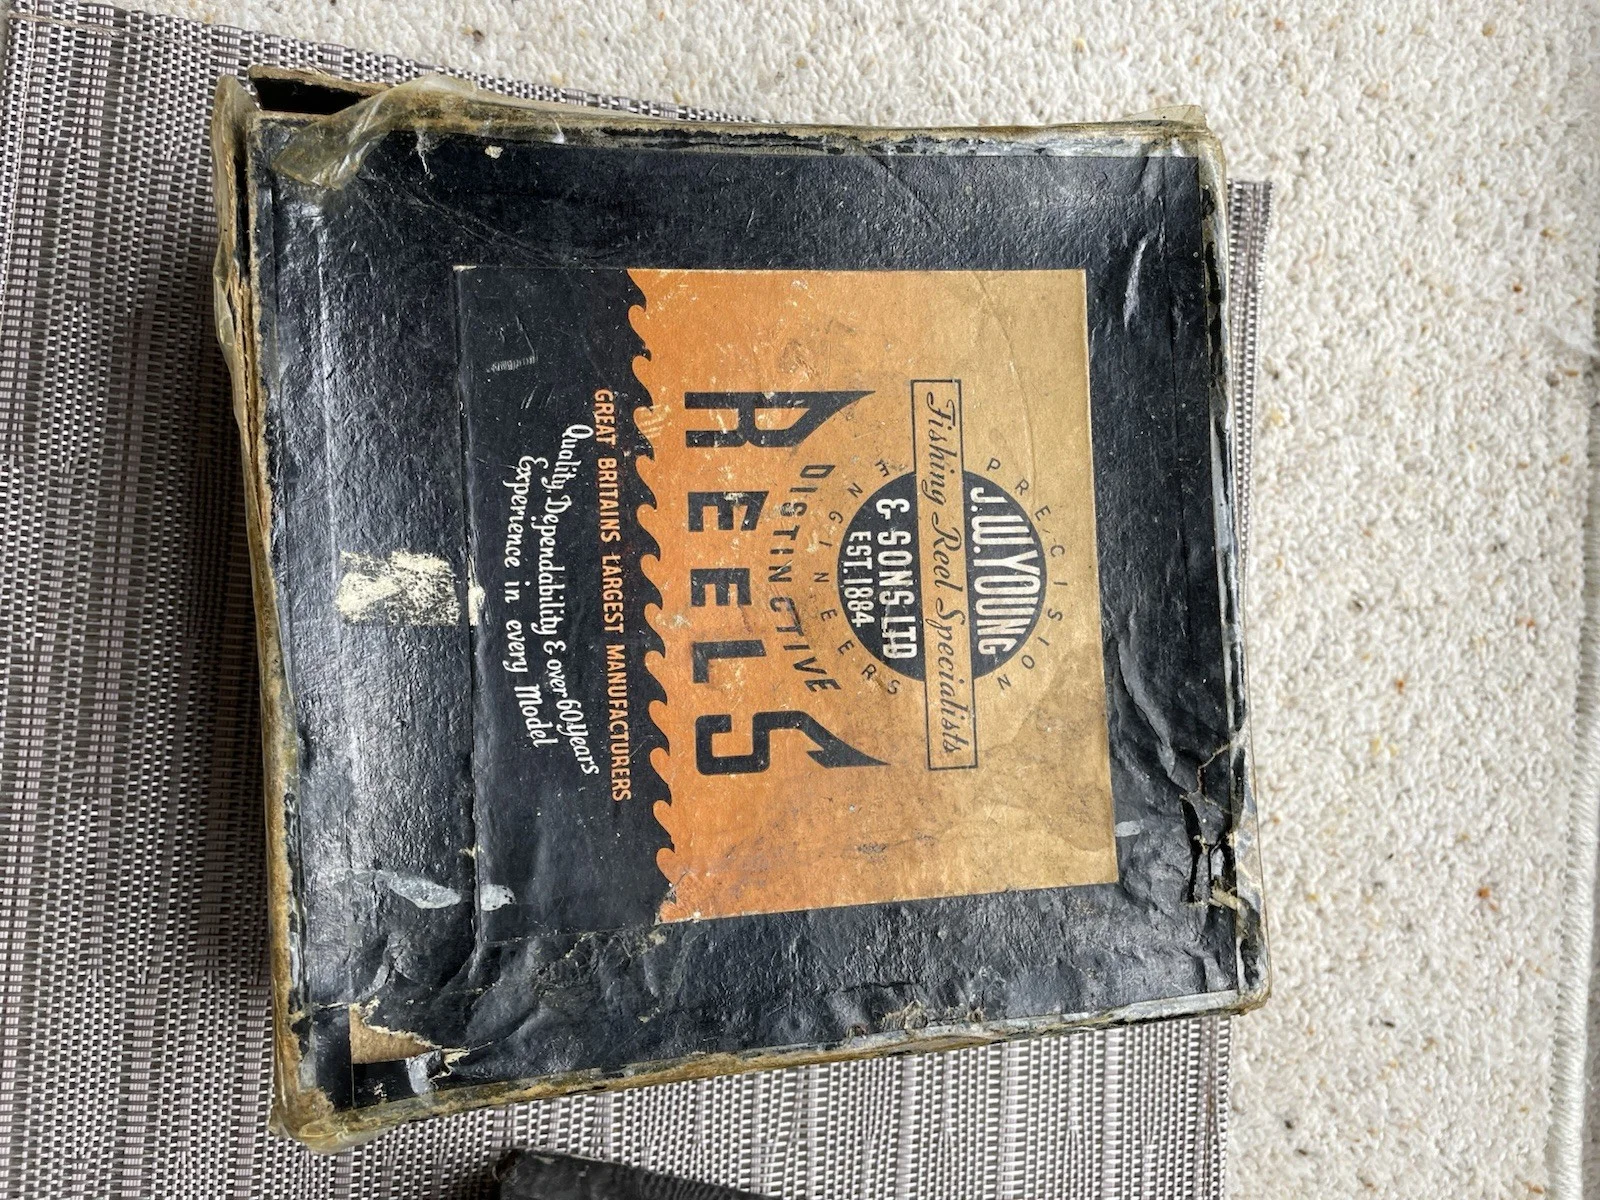 PRECISION
J.W.YOUNG
Fishing Reel Specialists
& SONS.LTD
EST.1884
ENGINEERS
DISTINCTIVE
REELS
GREAT BRITAINS LARGEST MANUFACTURERS
Quality, Dependability & over 60 Years
Experience in every Model